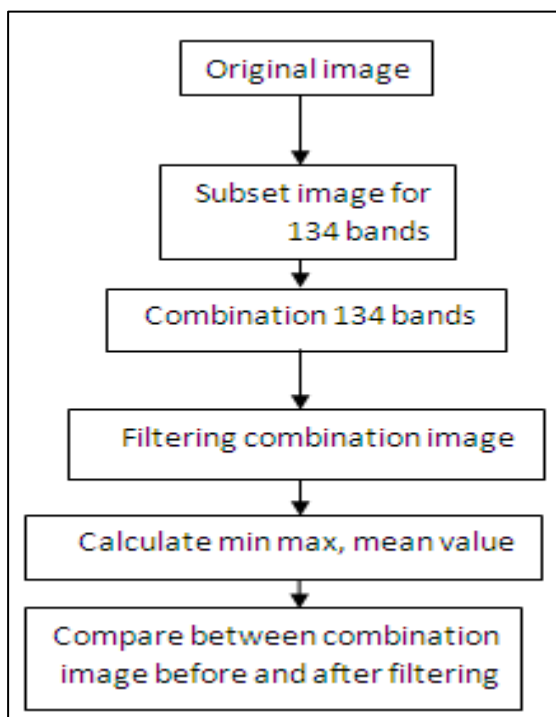 Original image
Subset image for
134 bands
Combination 134 bands
Filtering combination image
Calculate min max, mean value
Compare between combination
image before and after filtering